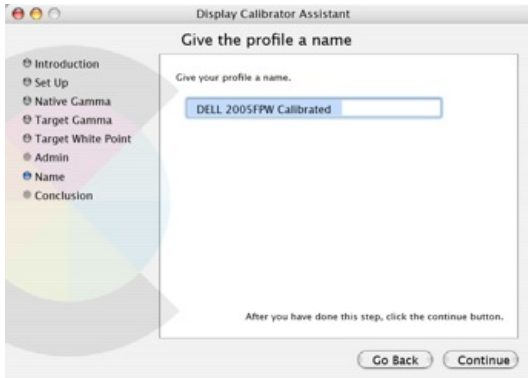 Display Calibrator Assistant
Give the profile a name
Introduction
Set Up
Native Gamma
Target Gamma
Target White Point
Admin
Name
Conclusion
Give your profile a name.
DELL 2005FPW Calibrated
After you have done this step, click the continue button.
Go Back
Continue